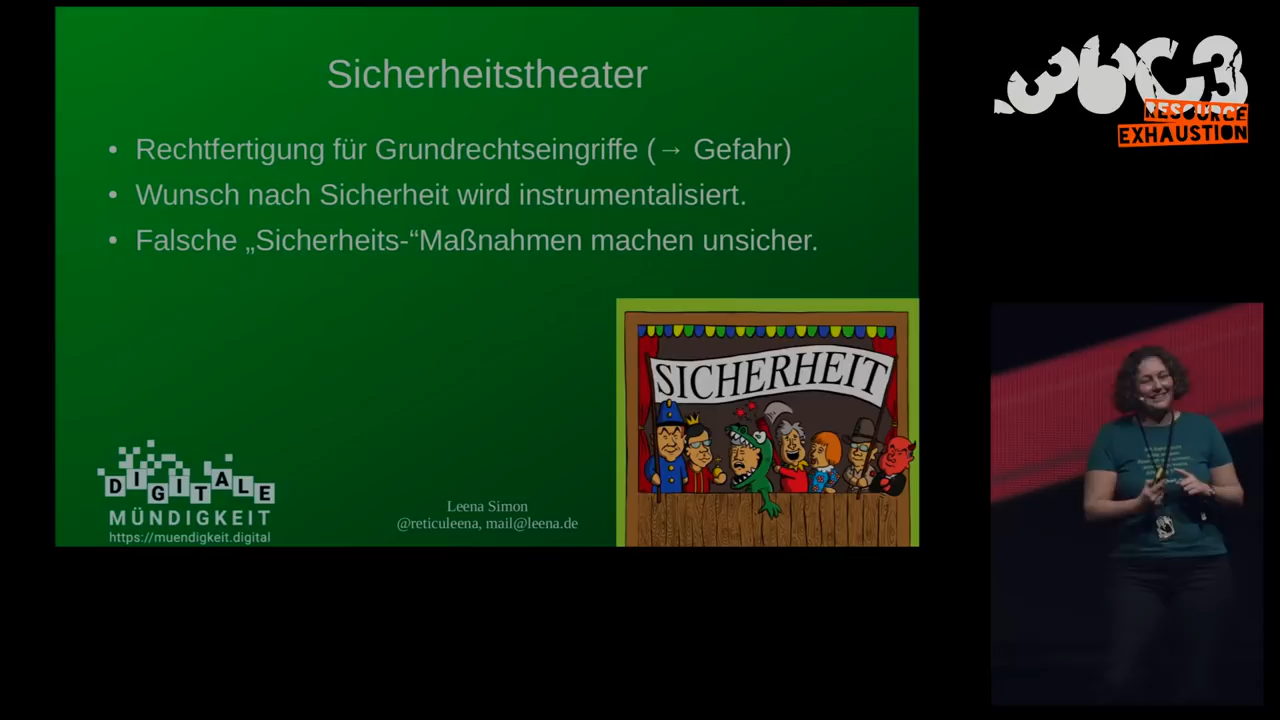 Sicherheitstheater
• Rechtfertigung für Grundrechtseingriffe (→ Gefahr)
• Wunsch nach Sicherheit wird instrumentalisiert.
• Falsche „Sicherheits-“Maßnahmen machen unsicher.
SICHERHEIT
DIGITALE
MÜNDIGKEIT
https://muendigkeit.digital
Leena Simon
@reticuleena, mail@leena.de
36C3
RESOURCE
EXHAUSTION